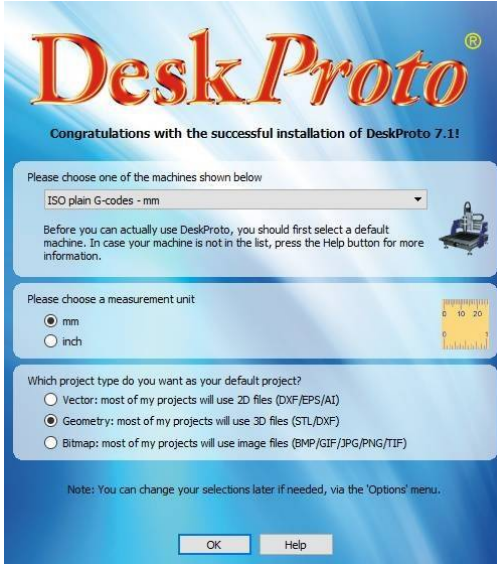 DeskProto®
Congratulations with the successful installation of DeskProto 7.1!
Please choose one of the machines shown below
ISO plain G-codes - mm
Before you can actually use DeskProto, you should first select a default
machine. In case your machine is not in the list, press the Help button for more
information.
Please choose a measurement unit
mm
inch
0 10 20
0 1
Which project type do you want as your default project?
Vector: most of my projects will use 2D files (DXF/EPS/AI)
Geometry: most of my projects will use 3D files (STL/DXF)
Bitmap: most of my projects will use image files (BMP/GIF/JPG/PNG/TIF)
Note: You can change your selections later if needed, via the 'Options' menu.
OK Help